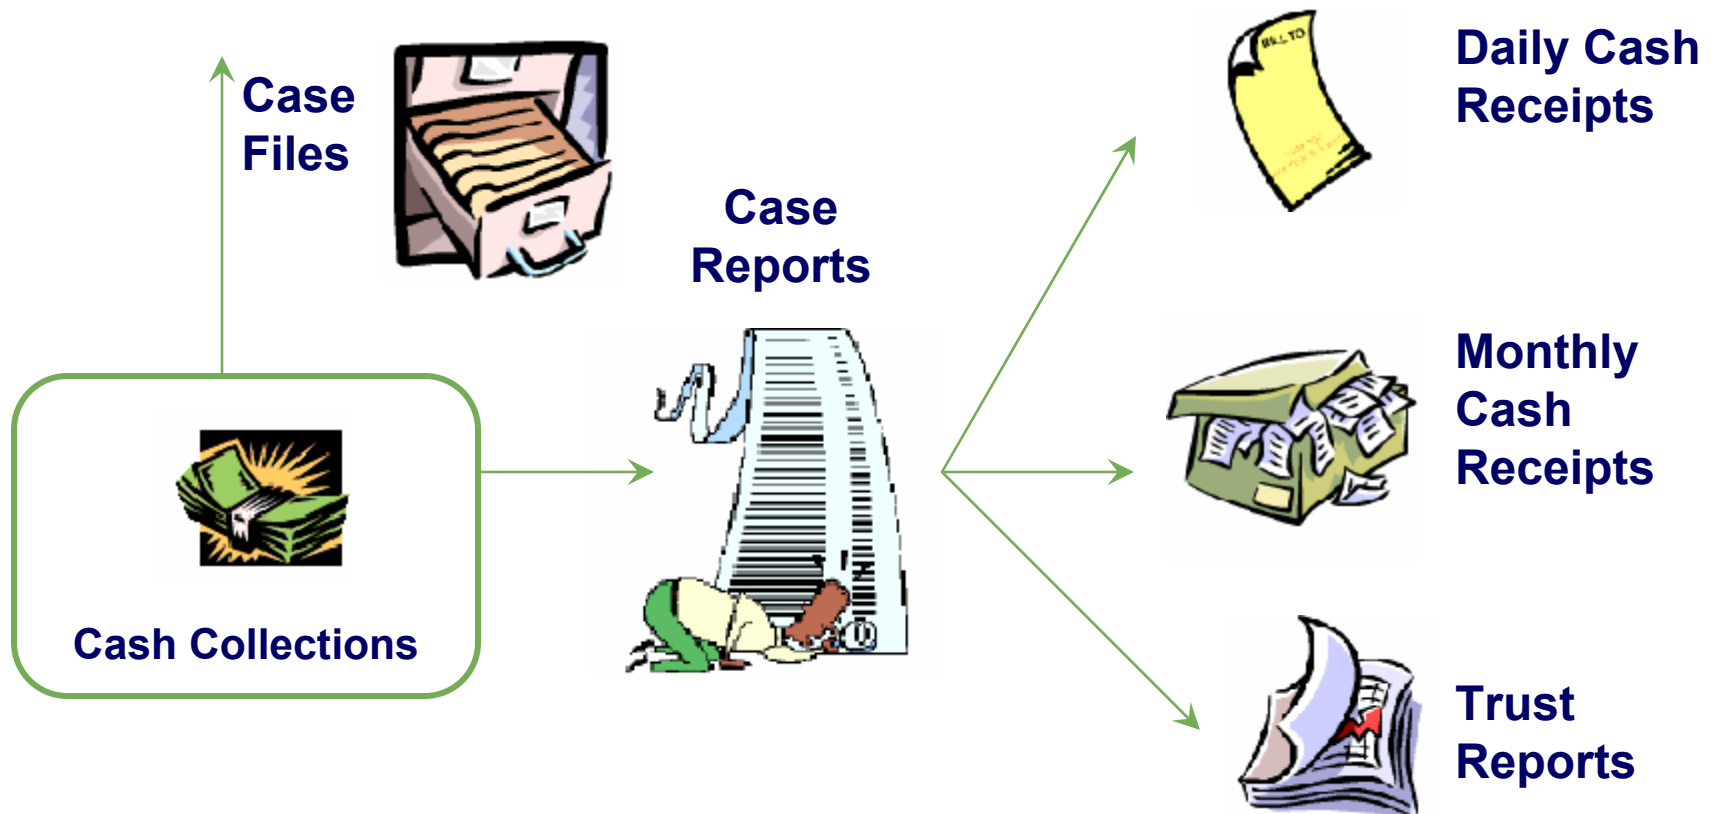 Case
Files
Case
Reports
Cash Collections
BILL TO
Daily Cash
Receipts
Monthly
Cash
Receipts
Trust
Reports